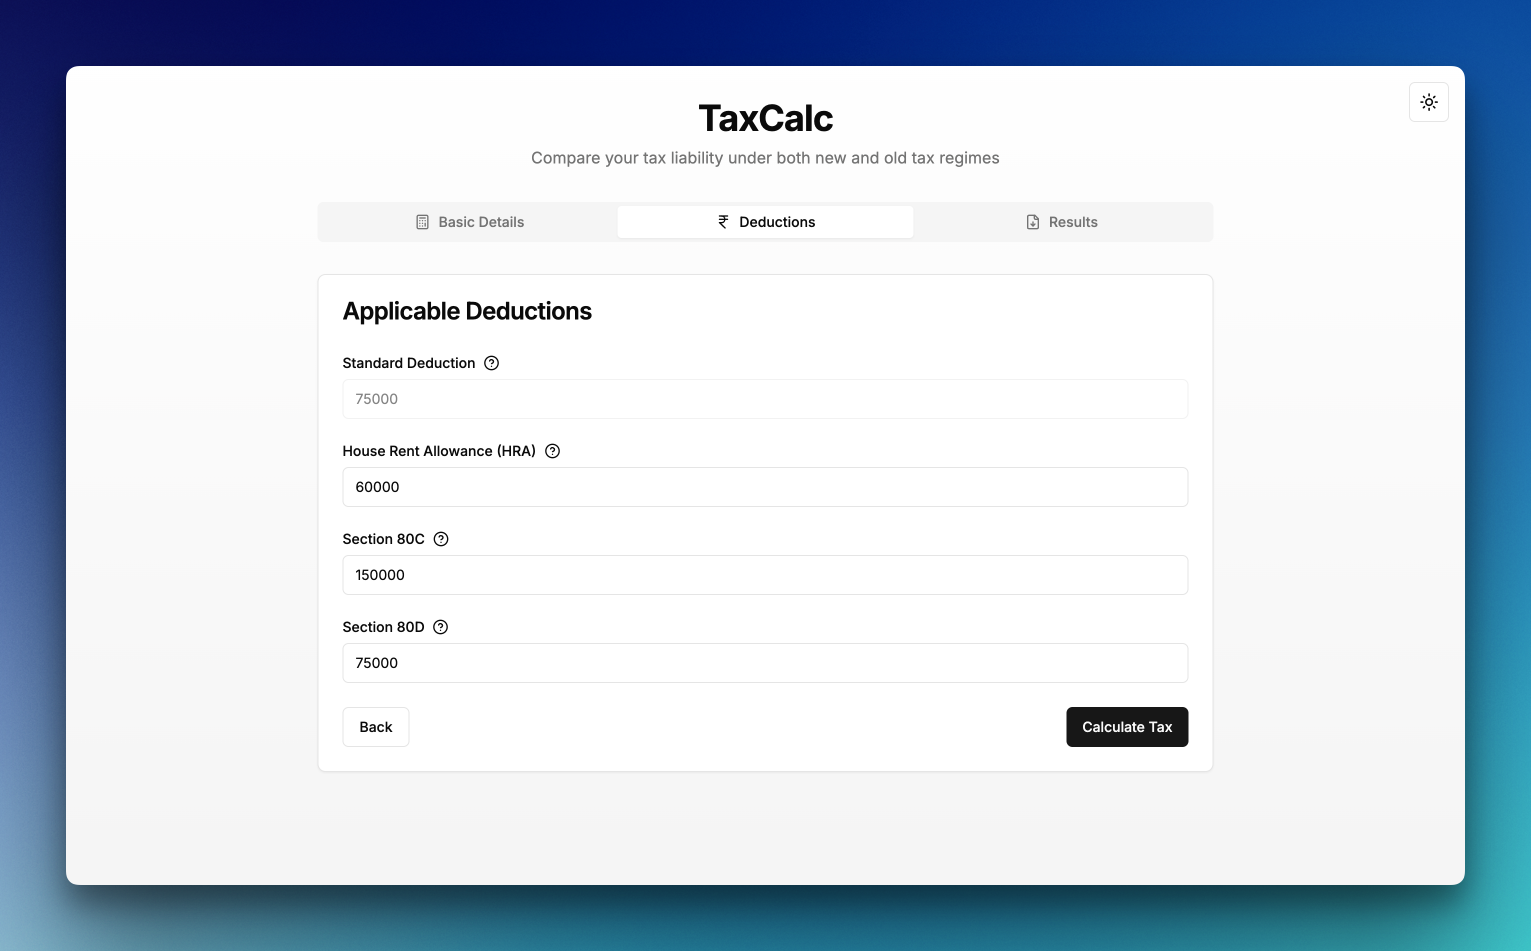 TaxCalc
Compare your tax liability under both new and old tax regimes
Basic Details
₹ Deductions
Results
Applicable Deductions
Standard Deduction
75000
House Rent Allowance (HRA)
60000
Section 80C
150000
Section 80D
75000
Back
Calculate Tax